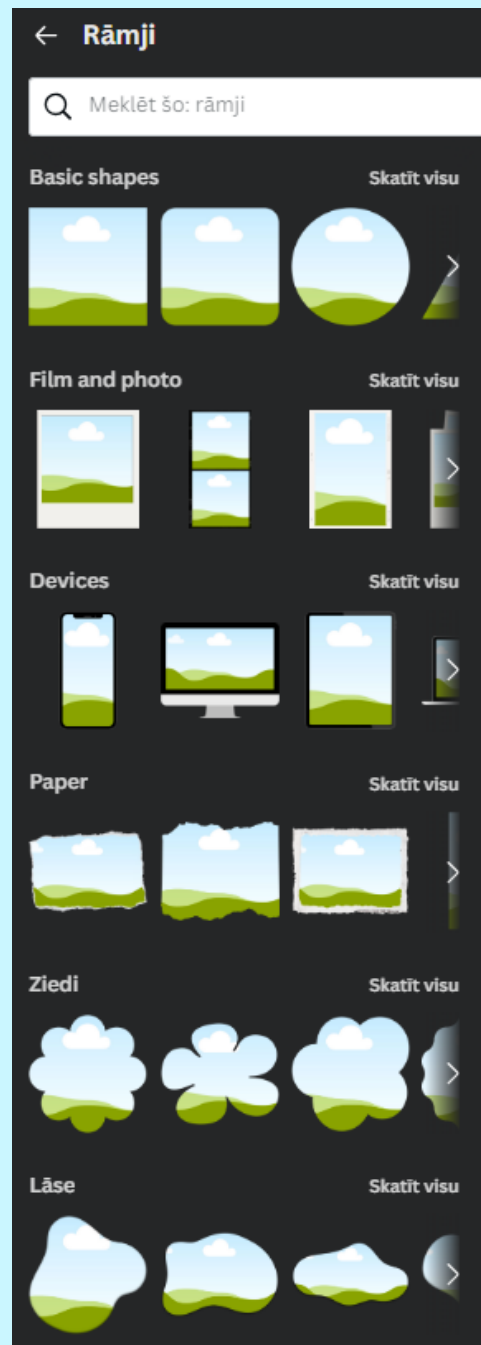 Rāmji
Meklēt šo: rāmji
Basic shapes Skatīt visu
Film and photo Skatīt visu
Devices Skatīt visu
Paper Skatīt visu
Ziedi Skatīt visu
Lāse Skatīt visu